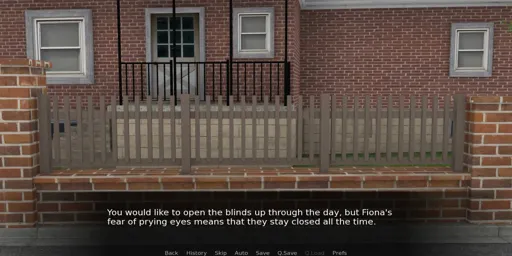 You would like to open the blinds up through the day, but Fiona's
fear of prying eyes means that they stay closed all the time.
Back History Skip Auto Save Q.Save Q.Load Prefs